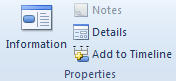 Notes
Information
Details
Add to Timeline
Properties